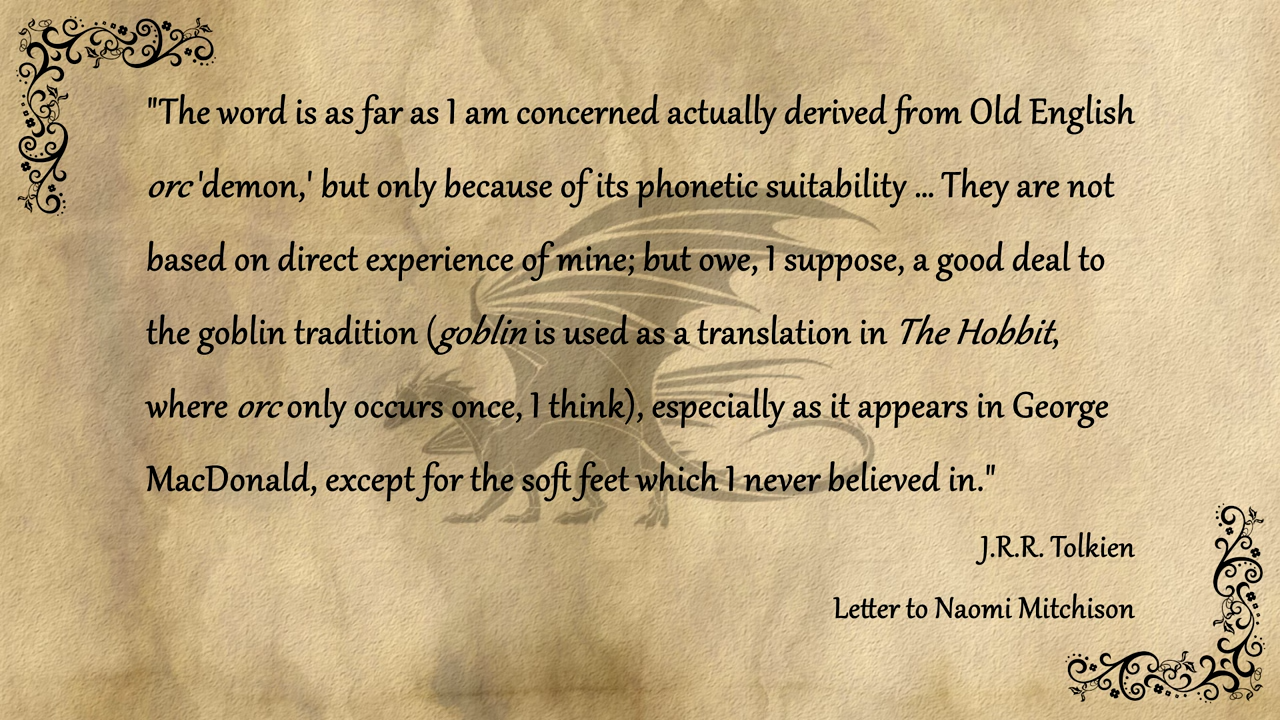 "The word is as far as I am concerned actually derived from Old English
orc 'demon,' but only because of its phonetic suitability ... They are not
based on direct experience of mine; but owe, I suppose, a good deal to
the goblin tradition (goblin is used as a translation in The Hobbit,
where orc only occurs once, I think), especially as it appears in George
MacDonald, except for the soft feet which I never believed in."
J.R.R. Tolkien
Letter to Naomi Mitchison